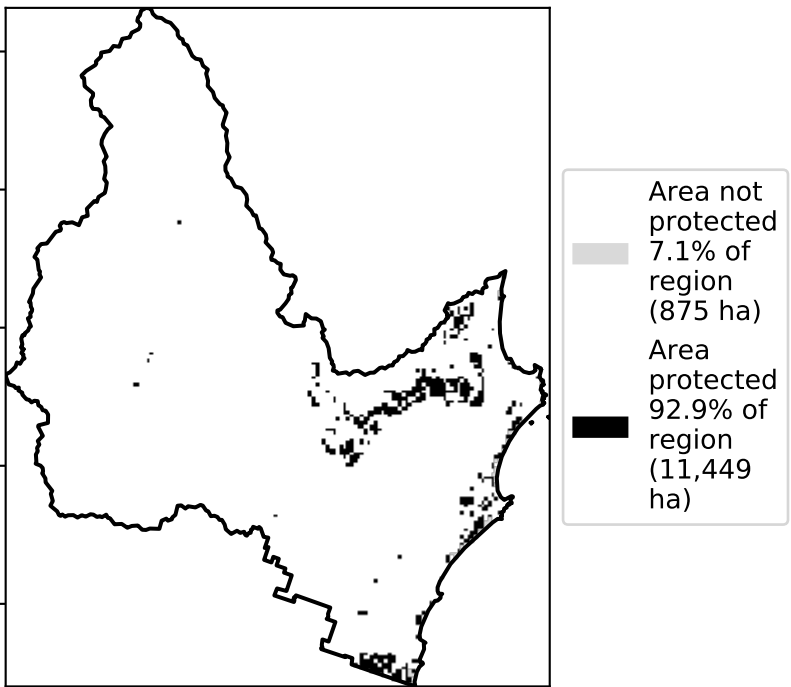 Area not
protected
7.1% of
region
(875 ha)
Area
protected
92.9% of
region
(11,449
ha)